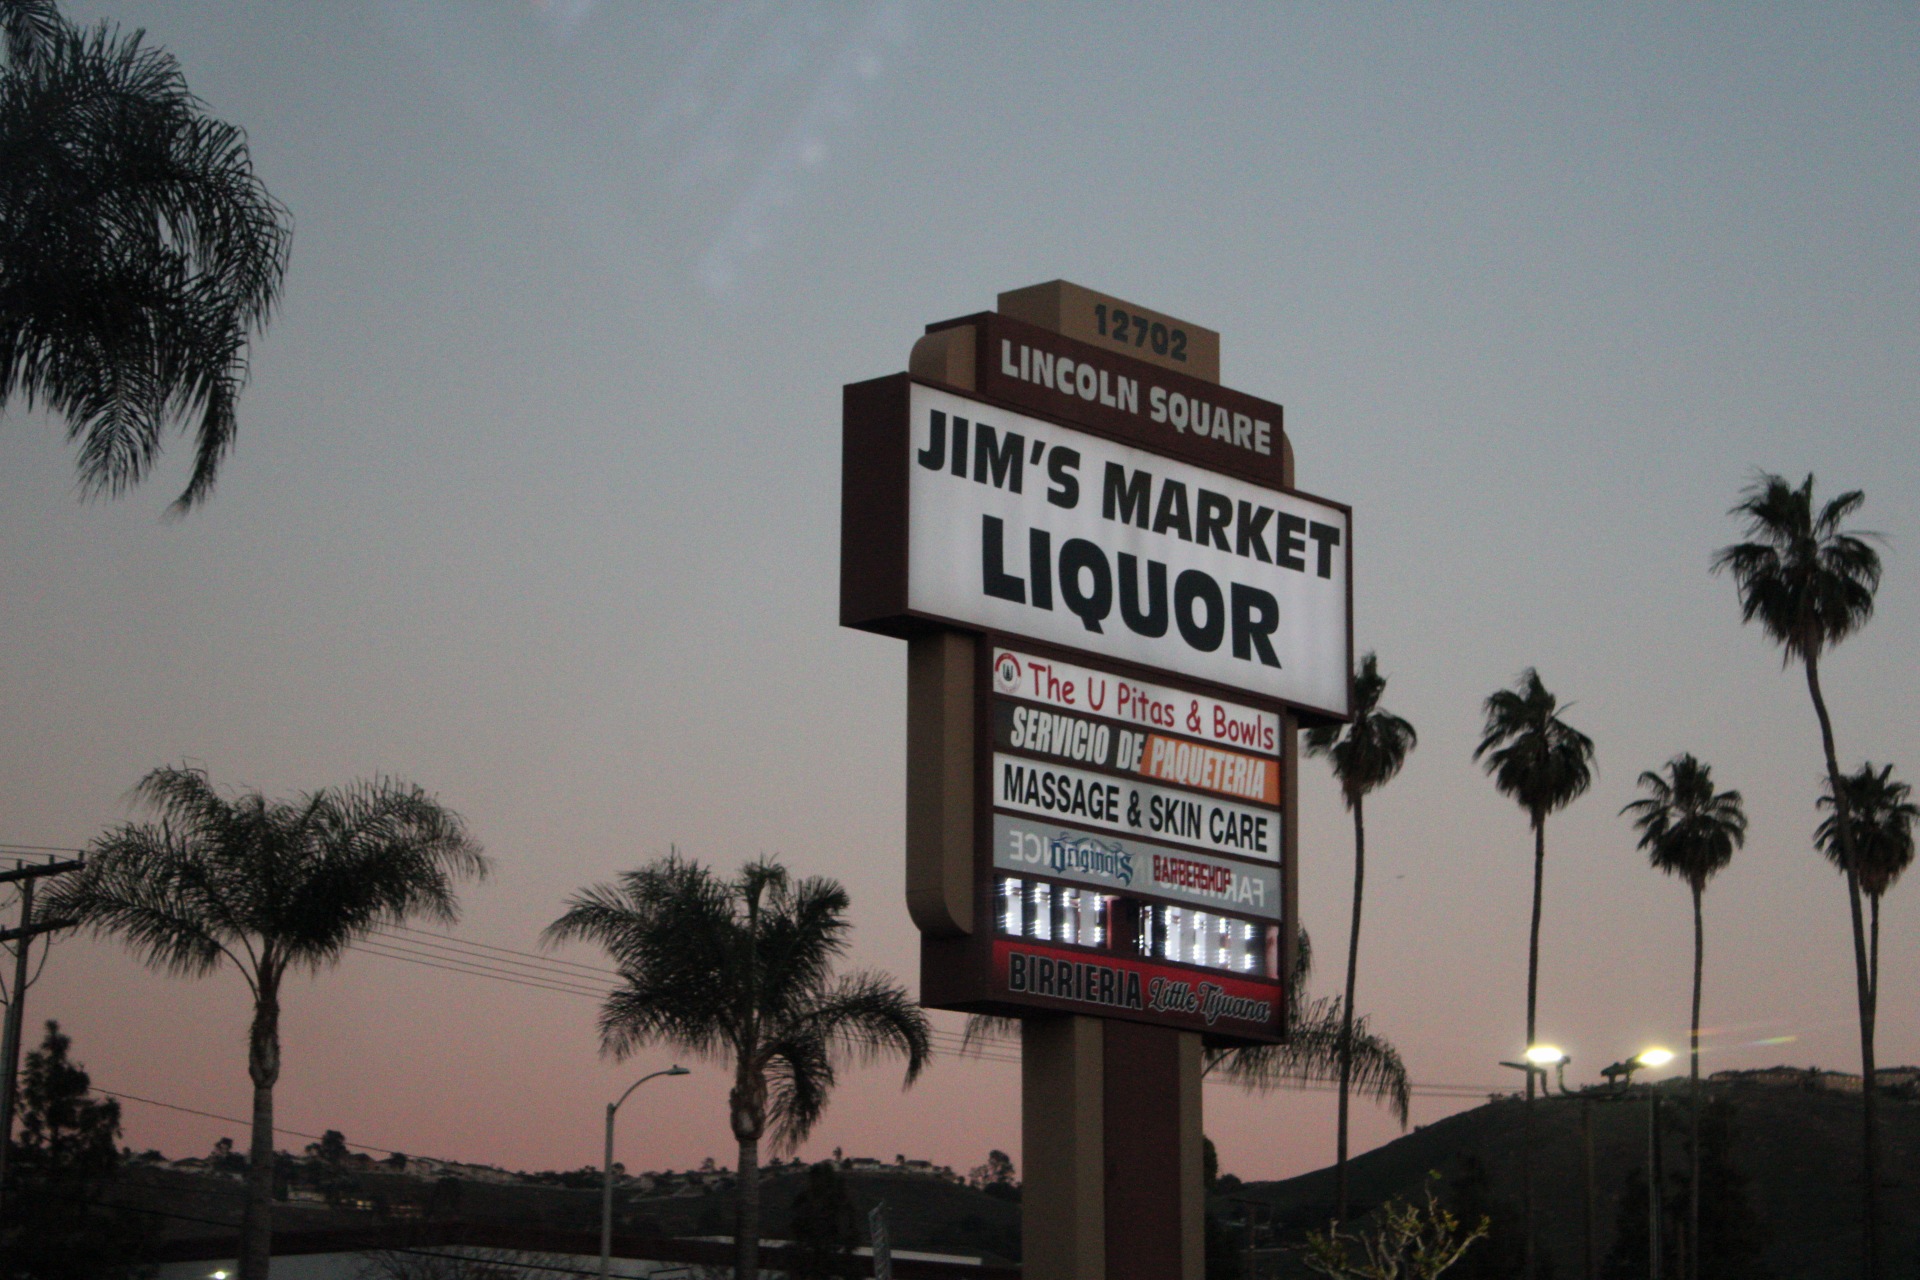 12702
LINCOLN SQUARE
JIM'S MARKET
LIQUOR
The U Pitas & Bowls
SERVICIO DE PAQUETERIA
MASSAGE & SKIN CARE
Originals BARBERSHOP
BIRRIERIA Little Tijuana